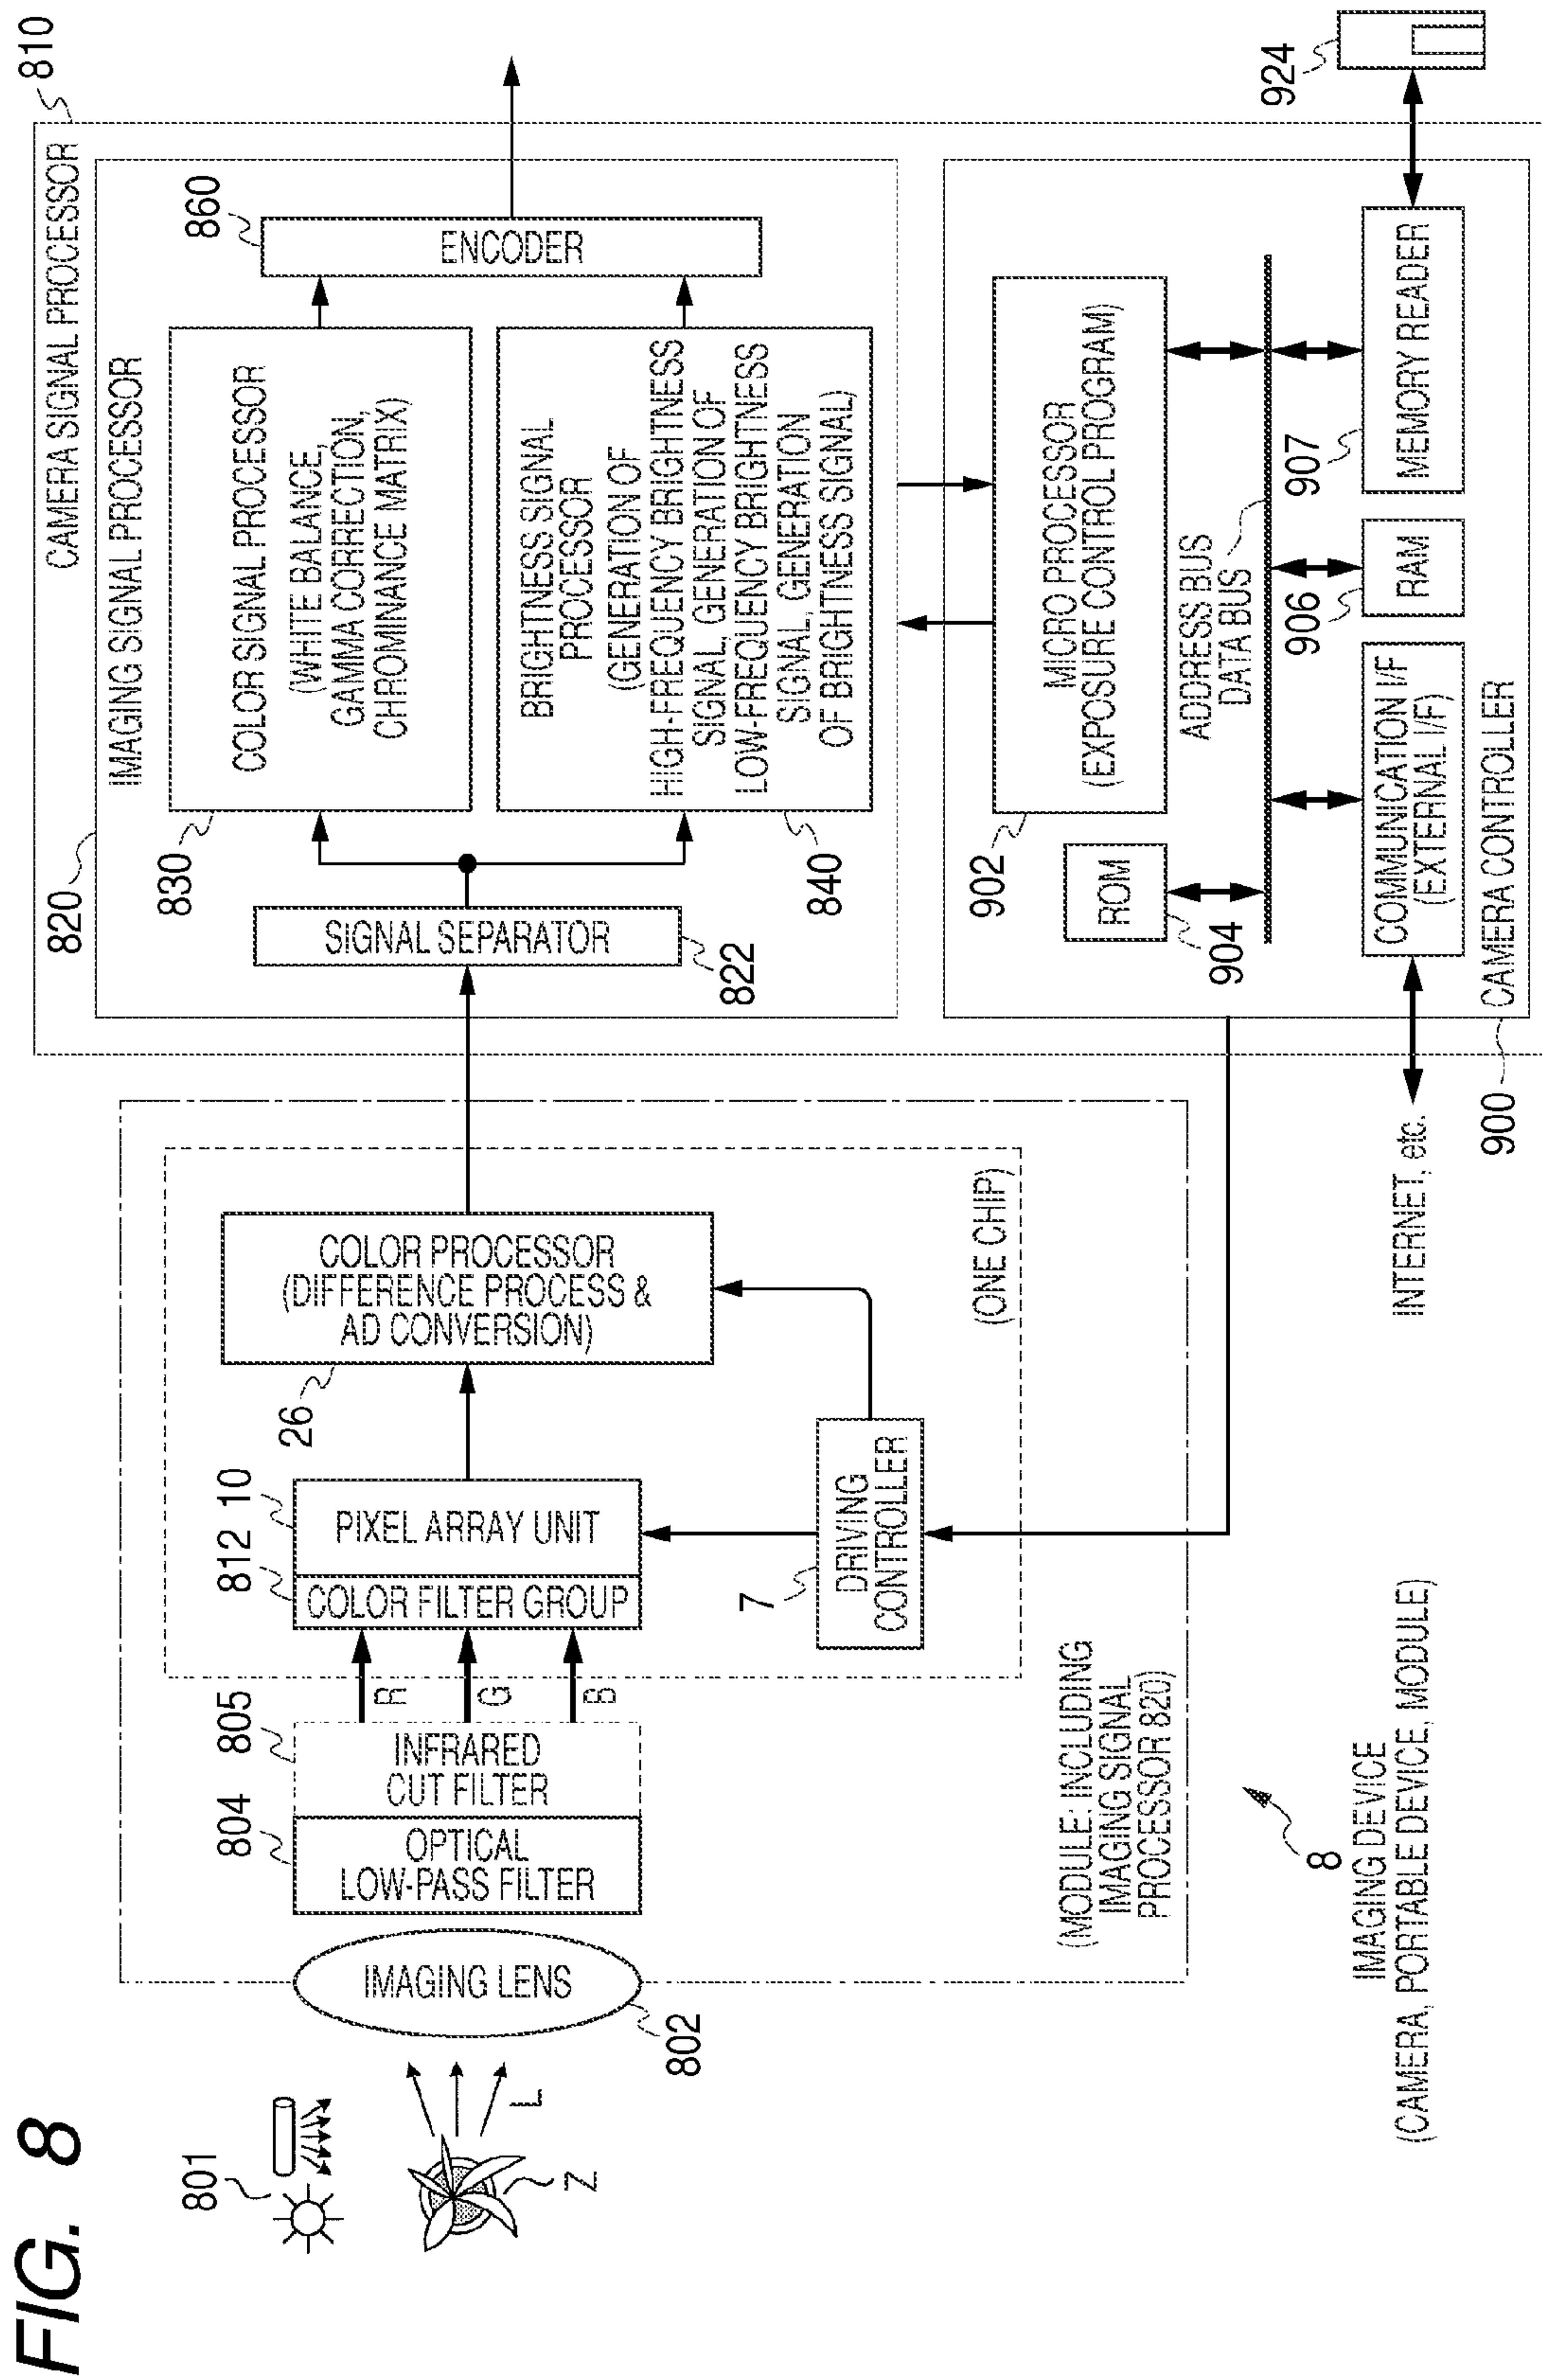 FIG. 8
801
Z
L
IMAGING LENS
802
804
OPTICAL
LOW-PASS FILTER
805
INFRARED
CUT FILTER
R
G
B
812
COLOR FILTER GROUP
10
PIXEL ARRAY UNIT
26
COLOR PROCESSOR
(DIFFERENCE PROCESS &
AD CONVERSION)
7
DRIVING
CONTROLLER
(ONE CHIP)
(MODULE: INCLUDING
IMAGING SIGNAL
PROCESSOR 820)
8
IMAGING DEVICE
(CAMERA, PORTABLE DEVICE, MODULE)
810
CAMERA SIGNAL PROCESSOR
820
IMAGING SIGNAL PROCESSOR
SIGNAL SEPARATOR
822
830
COLOR SIGNAL PROCESSOR
(WHITE BALANCE,
GAMMA CORRECTION,
CHROMINANCE MATRIX)
840
BRIGHTNESS SIGNAL
PROCESSOR
(GENERATION OF
HIGH-FREQUENCY BRIGHTNESS
SIGNAL, GENERATION OF
LOW-FREQUENCY BRIGHTNESS
SIGNAL, GENERATION
OF BRIGHTNESS SIGNAL)
860
ENCODER
902
MICRO PROCESSOR
(EXPOSURE CONTROL PROGRAM)
ROM
904
ADDRESS BUS
DATA BUS
COMMUNICATION I/F
(EXTERNAL I/F)
906
RAM
907
MEMORY READER
924
CAMERA CONTROLLER
900
INTERNET, etc.